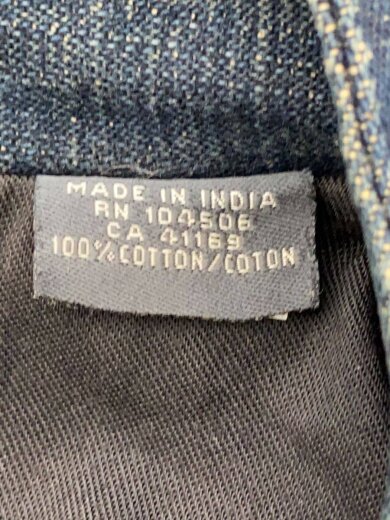 MADE IN INDIA
RN 104506
CA 41169
100% COTTON/COTON